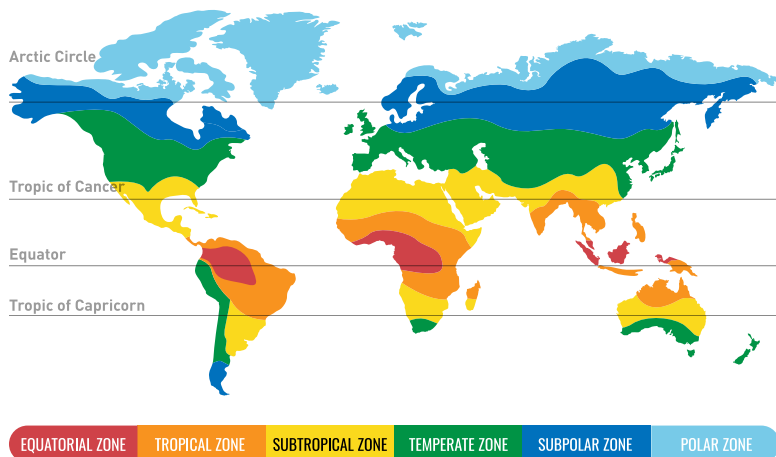 Arctic Circle
Tropic of Cancer
Equator
Tropic of Capricorn
EQUATORIAL ZONE
TROPICAL ZONE
SUBTROPICAL ZONE
TEMPERATE ZONE
SUBPOLAR ZONE
POLAR ZONE